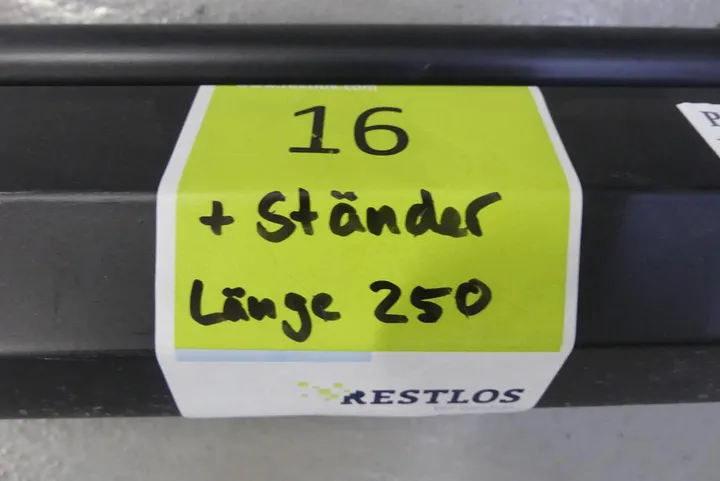 16
+ Ständer
Länge 250
RESTLOS